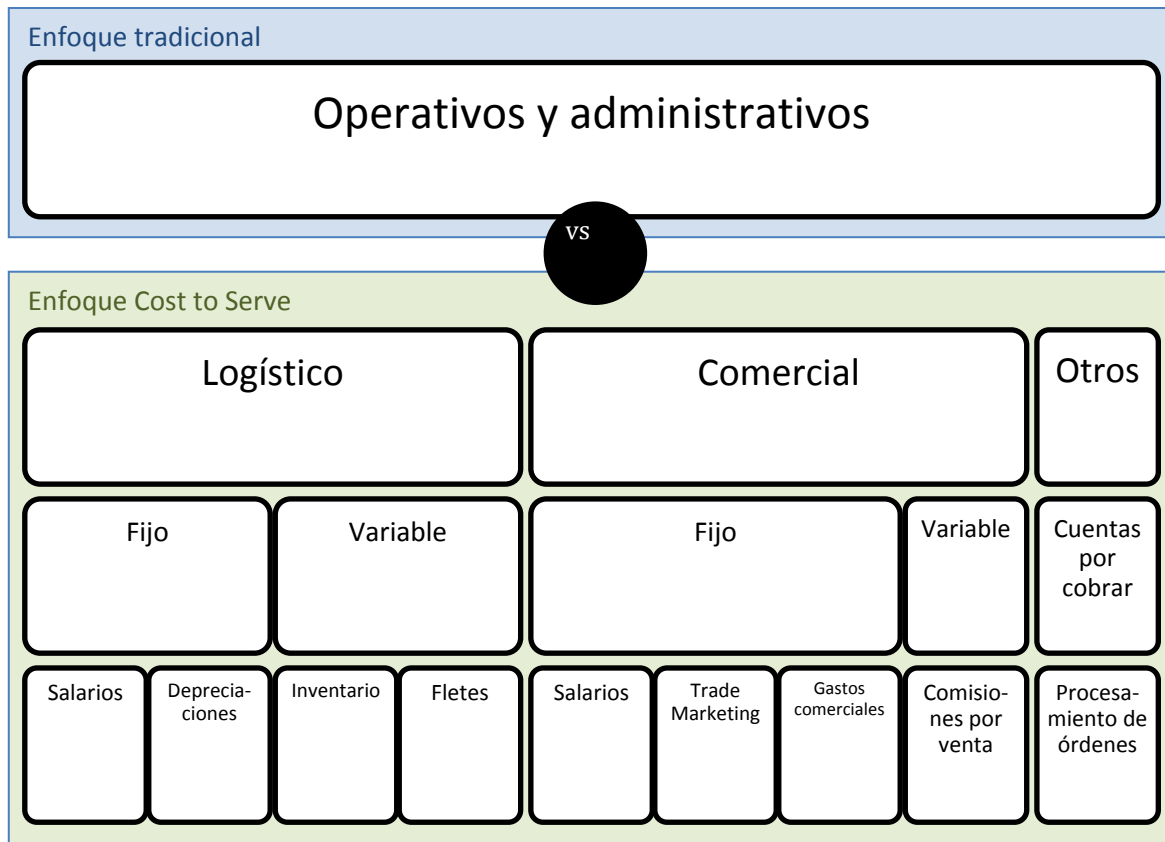 Enfoque tradicional
Operativos y administrativos
vs
Enfoque Cost to Serve
Logístico
Comercial
Otros
Fijo
Variable
Fijo
Variable
Cuentas
por
cobrar
Salarios
Deprecia-
ciones
Inventario
Fletes
Salarios
Trade
Marketing
Gastos
comerciales
Comisio-
nes por
venta
Procesa-
miento de
órdenes